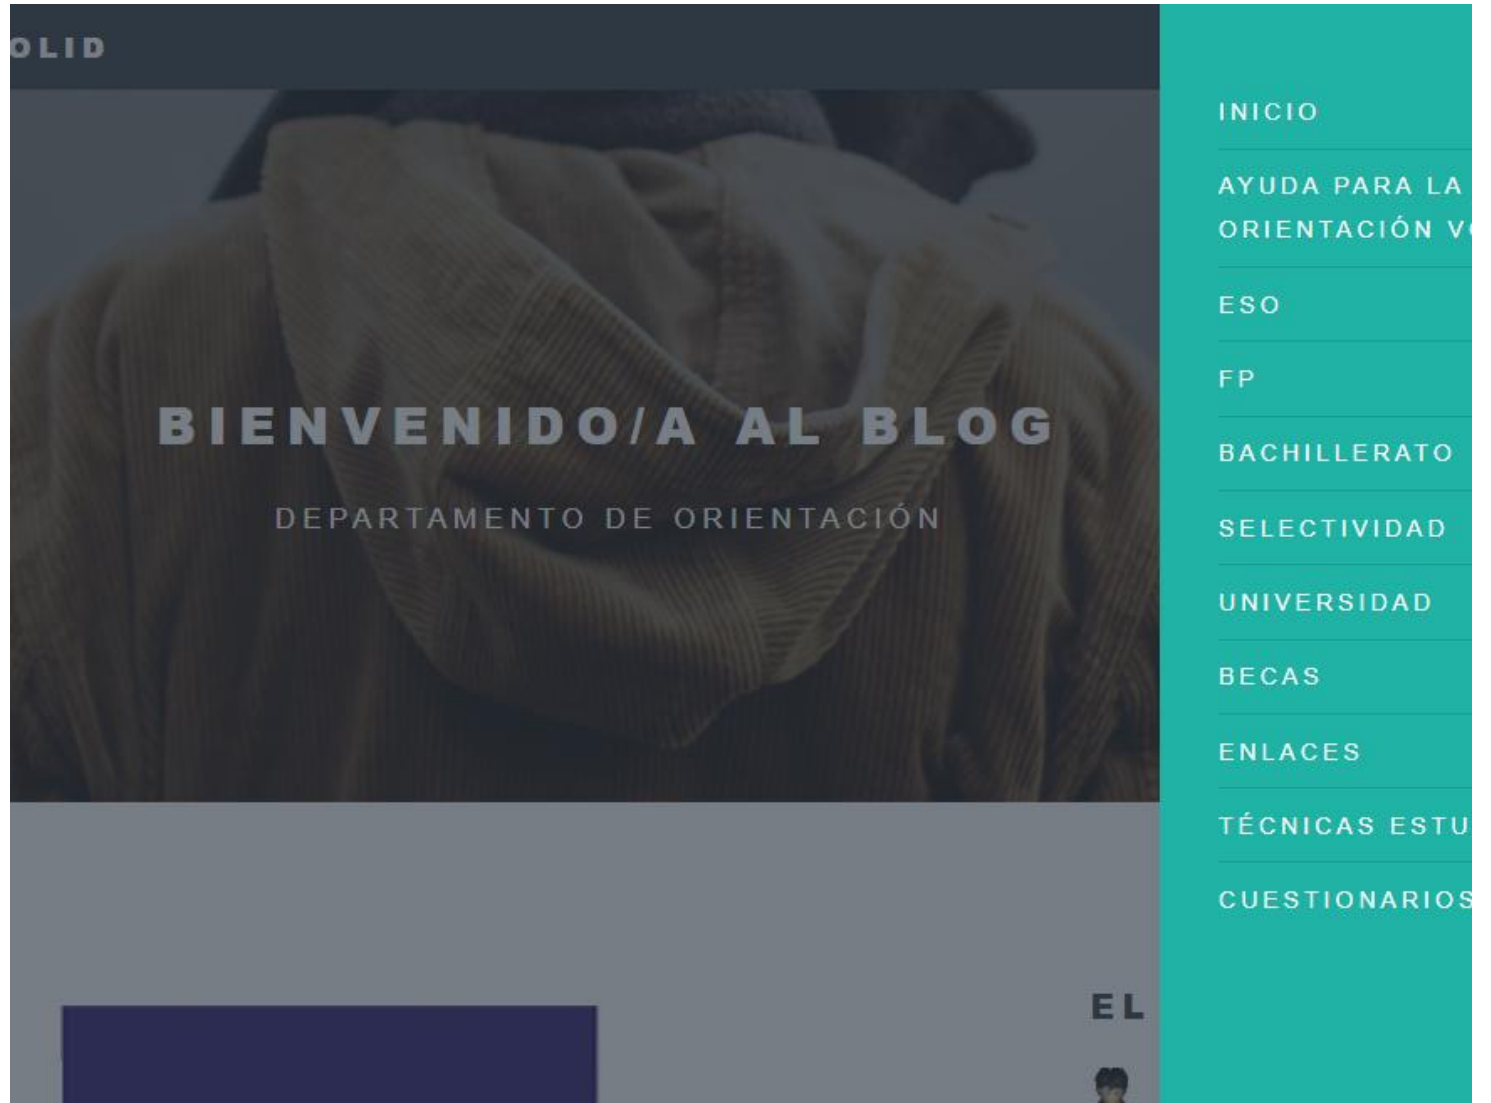 OLID
BIENVENIDO/A AL BLOG
DEPARTAMENTO DE ORIENTACIÓN
EL
INICIO
AYUDA PARA LA
ORIENTACIÓN VO
ESO
FP
BACHILLERATO
SELECTIVIDAD
UNIVERSIDAD
BECAS
ENLACES
TÉCNICAS ESTU
CUESTIONARIOS